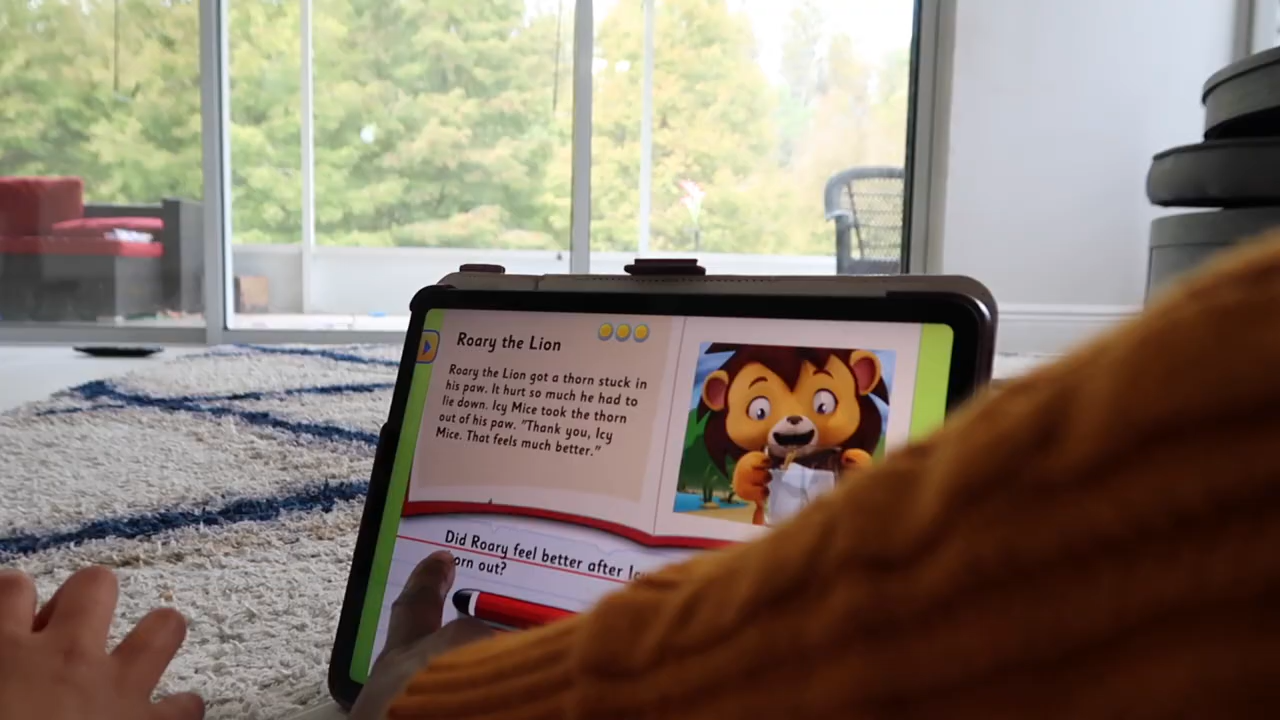 Roary the Lion
Roary the Lion got a thorn stuck in
his paw. It hurt so much he had to
lie down. Icy Mice took the thorn
out of his paw. "Thank you, Icy
Mice. That feels much better."
Did Roary feel better after
out?